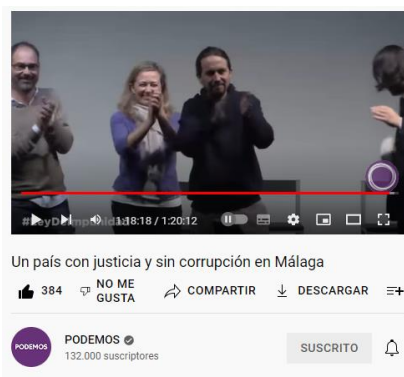 #LeyDeImpunidad
1:18:18 / 1:20:12
Un país con justicia y sin corrupción en Málaga
384
NO ME
GUSTA
COMPARTIR
DESCARGAR
PODEMOS
PODEMOS
132.000 suscriptores
SUSCRITO